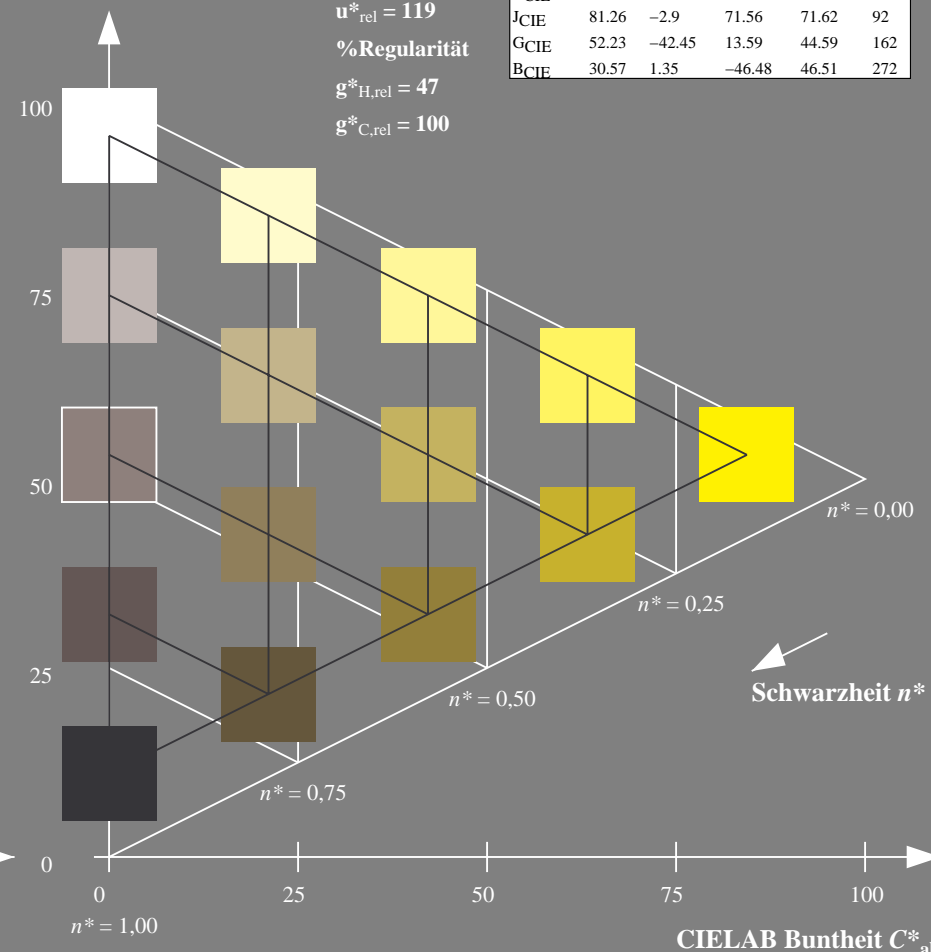 u*rel = 119
%Regularität
g*H,rel = 47
g*C,rel = 100
CIE
JCIE 81.26 −2.9 71.56 71.62 92
GCIE 52.23 −42.45 13.59 44.59 162
BCIE 30.57 1.35 −46.48 46.51 272
100
75
50
25
0
n* = 0,00
n* = 0,25
Schwarzheit n*
n* = 0,50
n* = 0,75
0 25 50 75 100
n* = 1,00
CIELAB Buntheit C*a